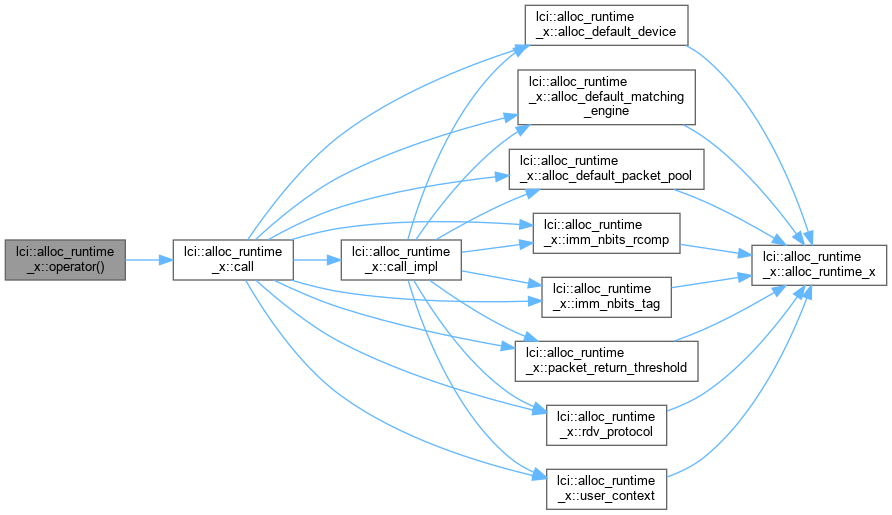 lci::alloc_runtime
_x::operator()
lci::alloc_runtime
_x::call
lci::alloc_runtime
_x::call_impl
lci::alloc_runtime
_x::alloc_default_device
lci::alloc_runtime
_x::alloc_default_matching
_engine
lci::alloc_runtime
_x::alloc_default_packet_pool
lci::alloc_runtime
_x::imm_nbits_rcomp
lci::alloc_runtime
_x::imm_nbits_tag
lci::alloc_runtime
_x::packet_return_threshold
lci::alloc_runtime
_x::rdv_protocol
lci::alloc_runtime
_x::user_context
lci::alloc_runtime
_x::alloc_runtime_x